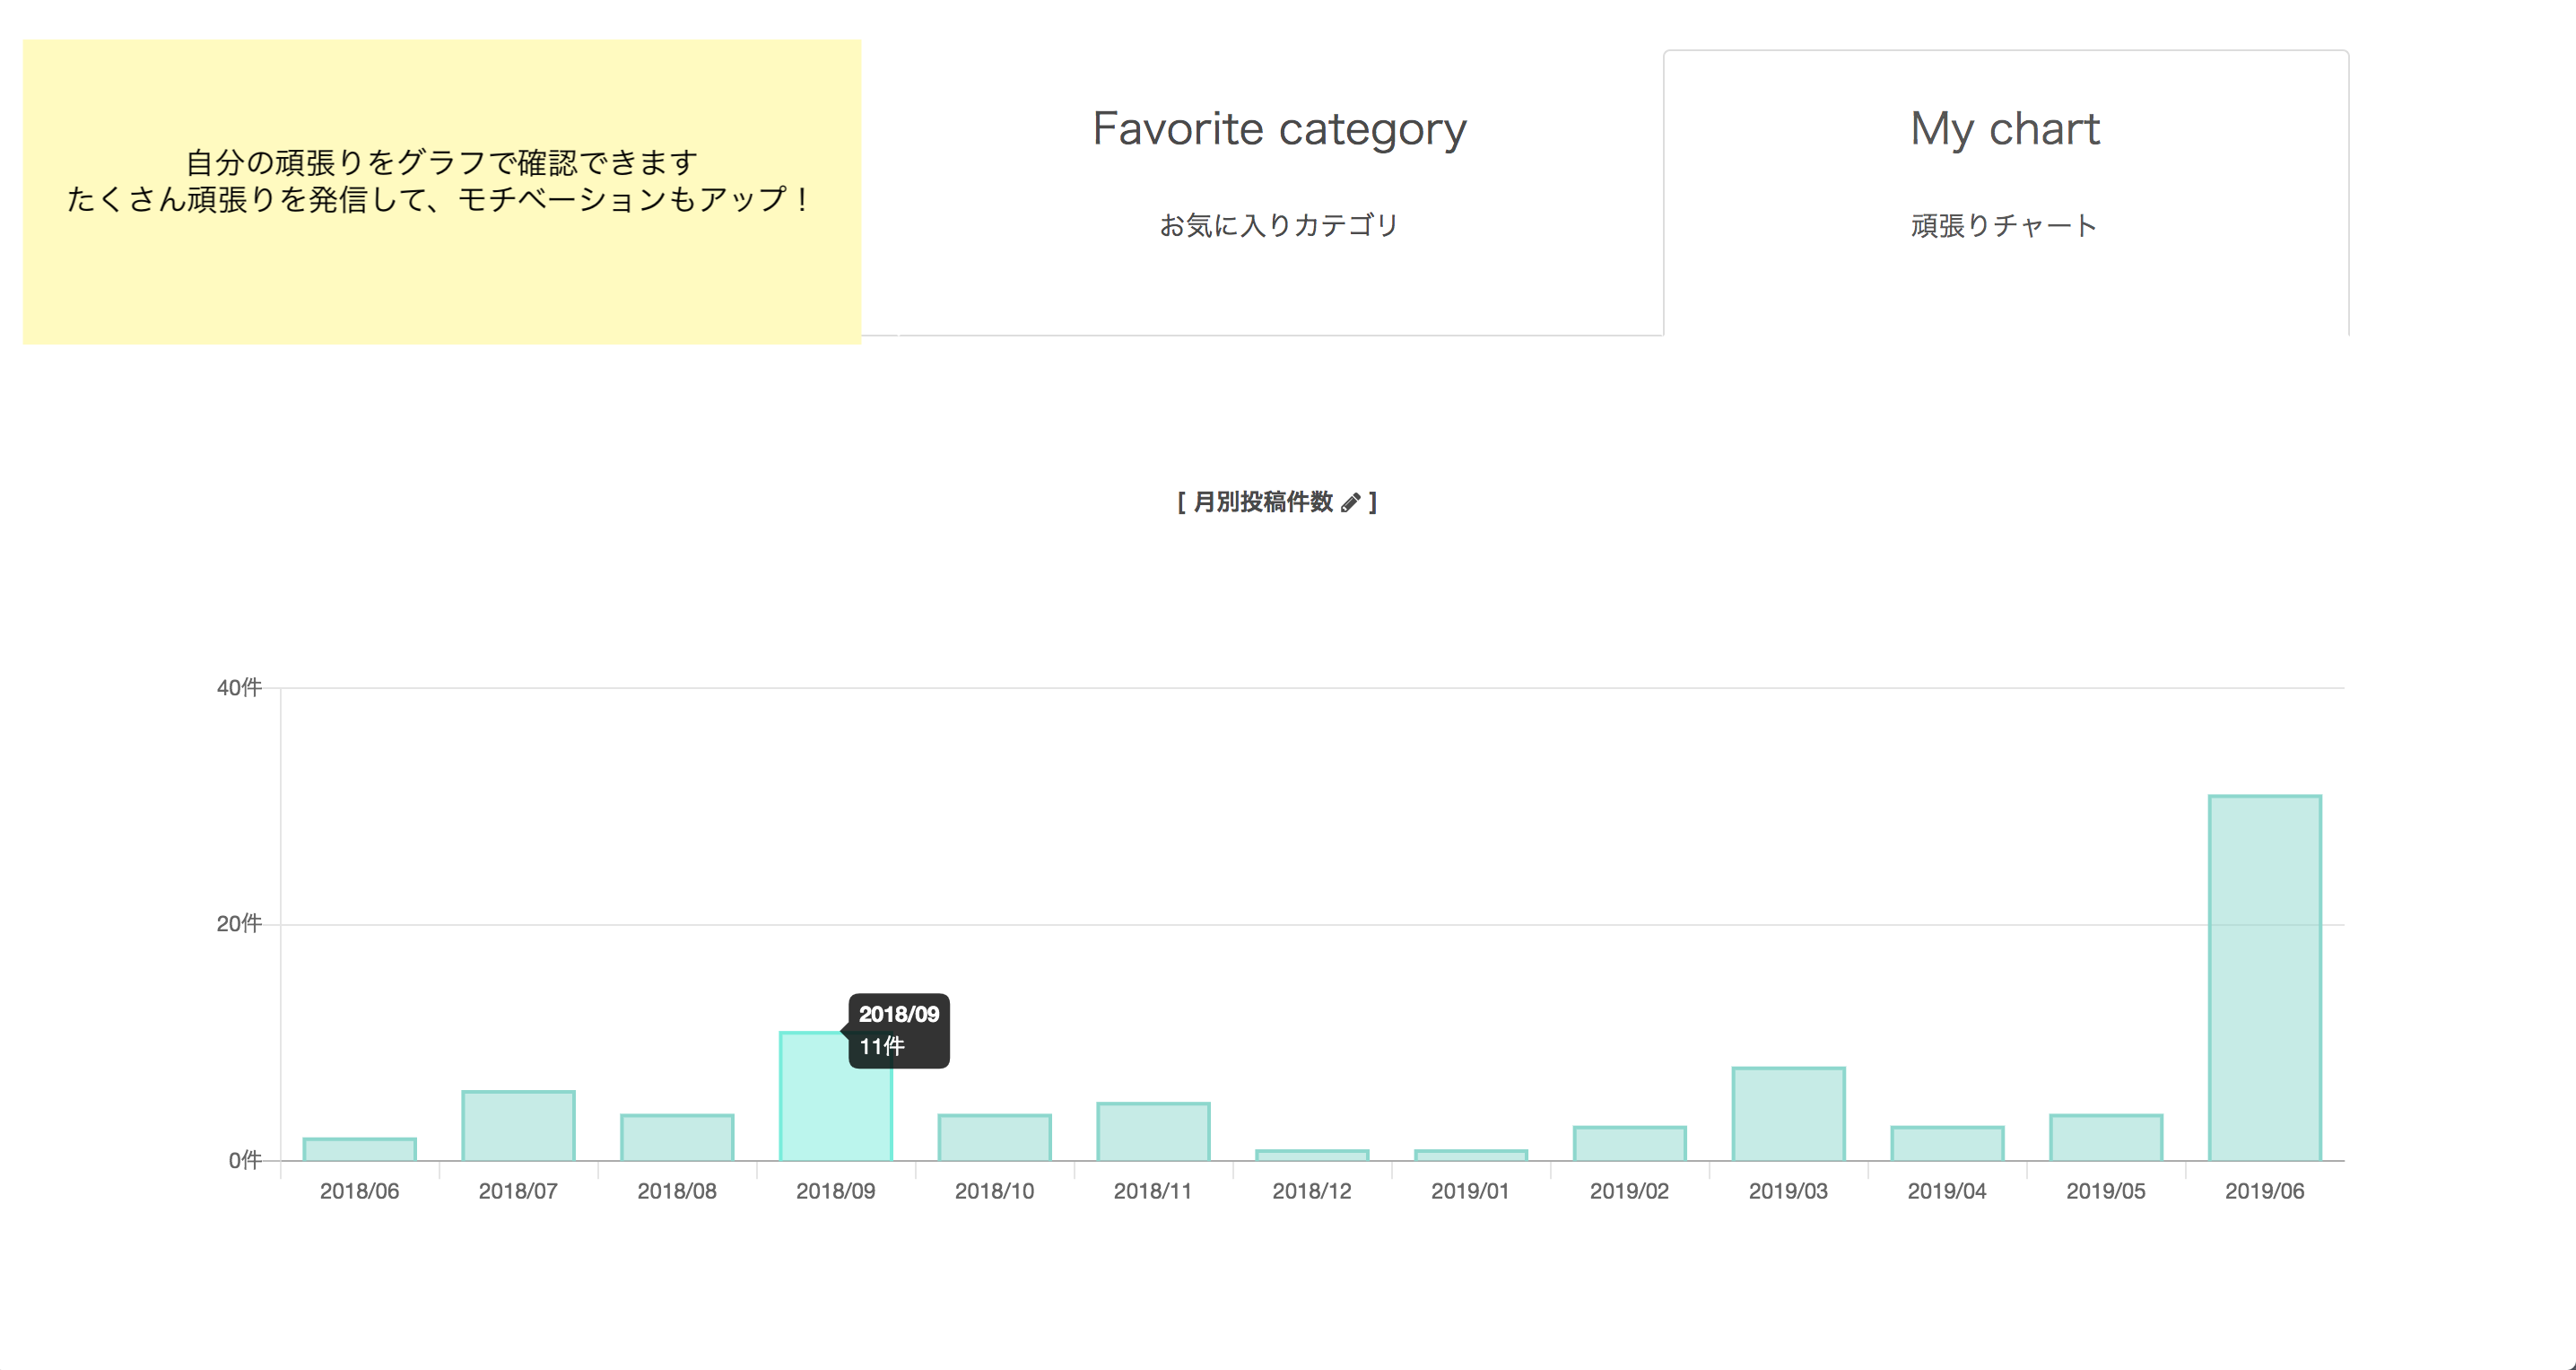 自分の頑張りをグラフで確認できます
たくさん頑張りを発信して、モチベーションもアップ！
Favorite category
お気に入りカテゴリ
My chart
頑張りチャート
[ 月別投稿件数 ]
40件
20件
0件
2018/09
11件
2018/06 2018/07 2018/08 2018/09 2018/10 2018/11 2018/12 2019/01 2019/02 2019/03 2019/04 2019/05 2019/06